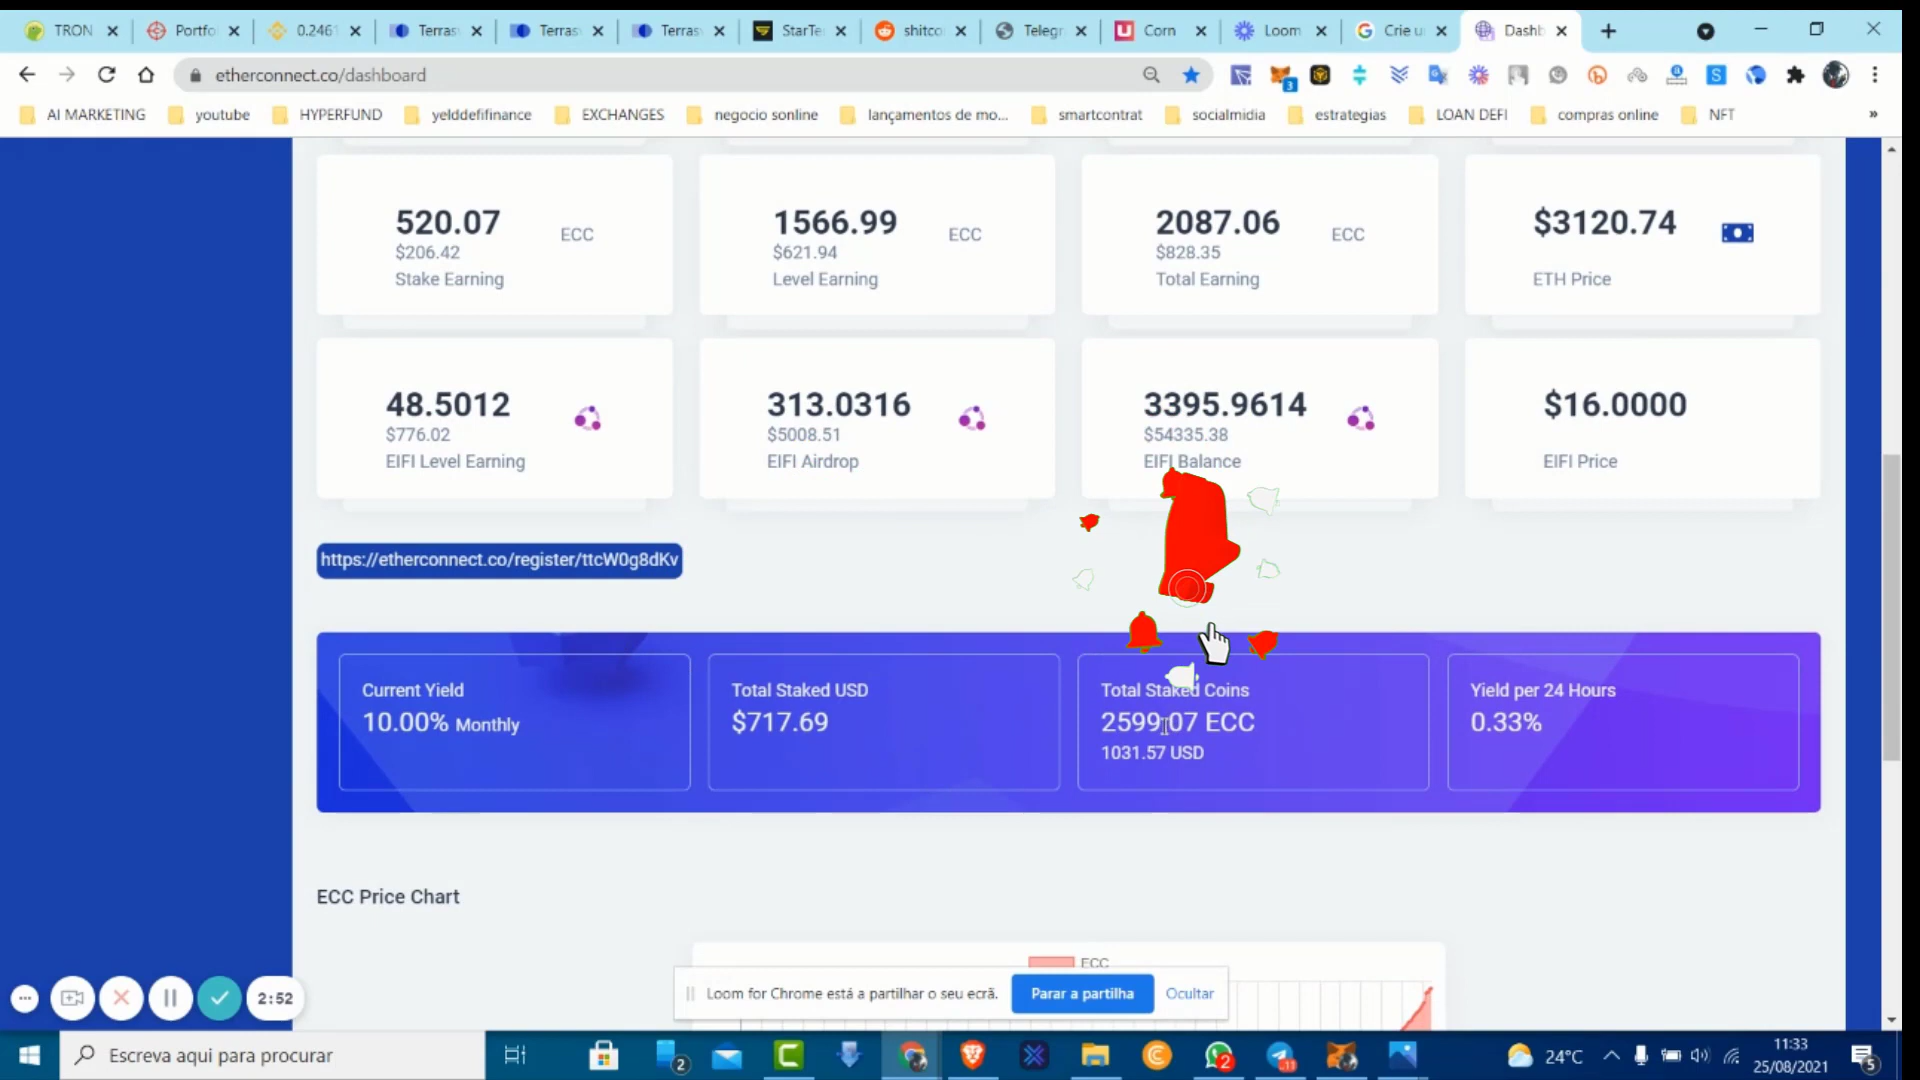 TRON
Portfo
0.2461
Terras
Terras
Terras
StarTe
shitco
Telegr
Corn
Loom
Crie u
Dashb
etherconnect.co/dashboard
3
AI MARKETING
youtube
HYPERFUND
yelddefifinance
EXCHANGES
negocio sonline
lançamentos de mo...
smartcontrat
socialmidia
estrategias
LOAN DEFI
compras online
NFT
»
520.07
ECC
$206.42
Stake Earning
1566.99
ECC
$621.94
Level Earning
2087.06
ECC
$828.35
Total Earning
$3120.74
ETH Price
48.5012
$776.02
EIFI Level Earning
313.0316
$5008.51
EIFI Airdrop
3395.9614
$54335.38
EIFI Balance
$16.0000
EIFI Price
https://etherconnect.co/register/ttcW0g8dKv
Current Yield
10.00% Monthly
Total Staked USD
$717.69
Total Staked Coins
2599.07 ECC
1031.57 USD
Yield per 24 Hours
0.33%
ECC Price Chart
ECC
2:52
Loom for Chrome está a partilhar o seu ecrã.
Parar a partilha
Ocultar
Escreva aqui para procurar
2
2
24°C
11:33
25/08/2021
5